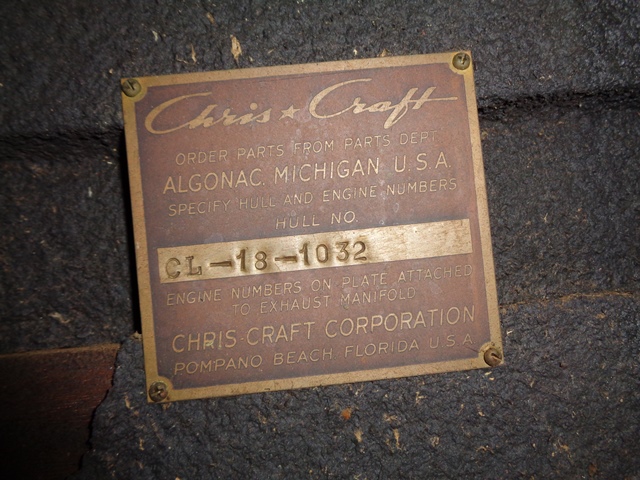 Chris ★ Craft
ORDER PARTS FROM PARTS DEPT.
ALGONAC, MICHIGAN U.S.A.
SPECIFY HULL AND ENGINE NUMBERS
HULL NO.
CL-18-1032
ENGINE NUMBERS ON PLATE ATTACHED
TO EXHAUST MANIFOLD
CHRIS-CRAFT CORPORATION
POMPANO BEACH, FLORIDA U.S.A.